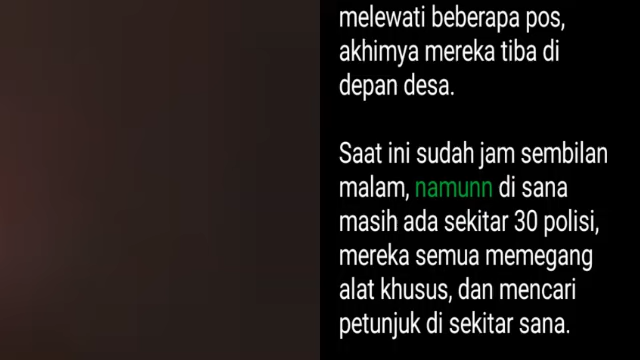 melewati beberapa pos,
akhimya mereka tiba di
depan desa.
Saat ini sudah jam sembilan
malam, namunn di sana
masih ada sekitar 30 polisi,
mereka semua memegang
alat khusus, dan mencari
petunjuk di sekitar sana.